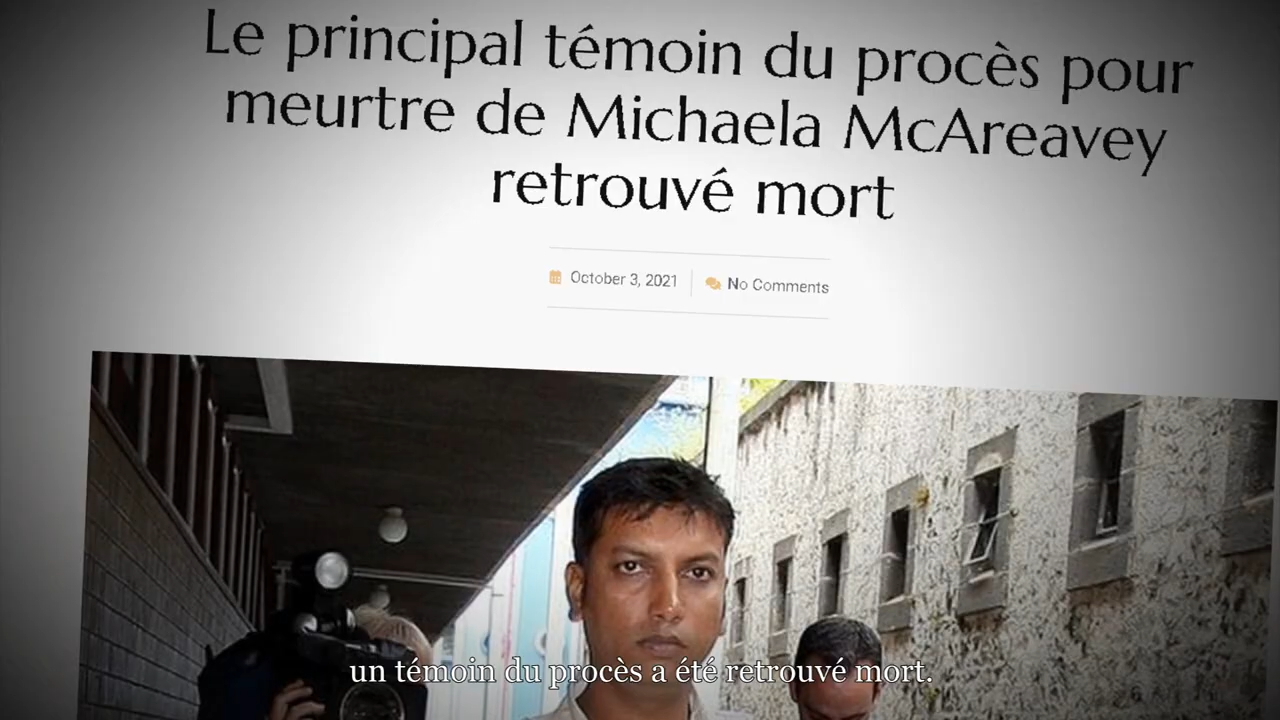 Le principal témoin du procès pour
meurtre de Michaela McAreavey
retrouvé mort
October 3, 2021
No Comments
un témoin du procès a été retrouvé mort.